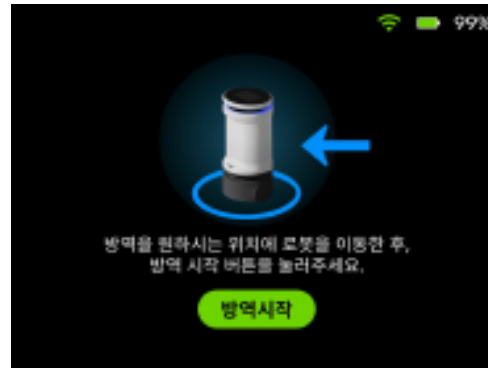 99%
방역을 원하시는 위치에 로봇을 이동한 후,
방역 시작 버튼을 눌러주세요.
방역시작